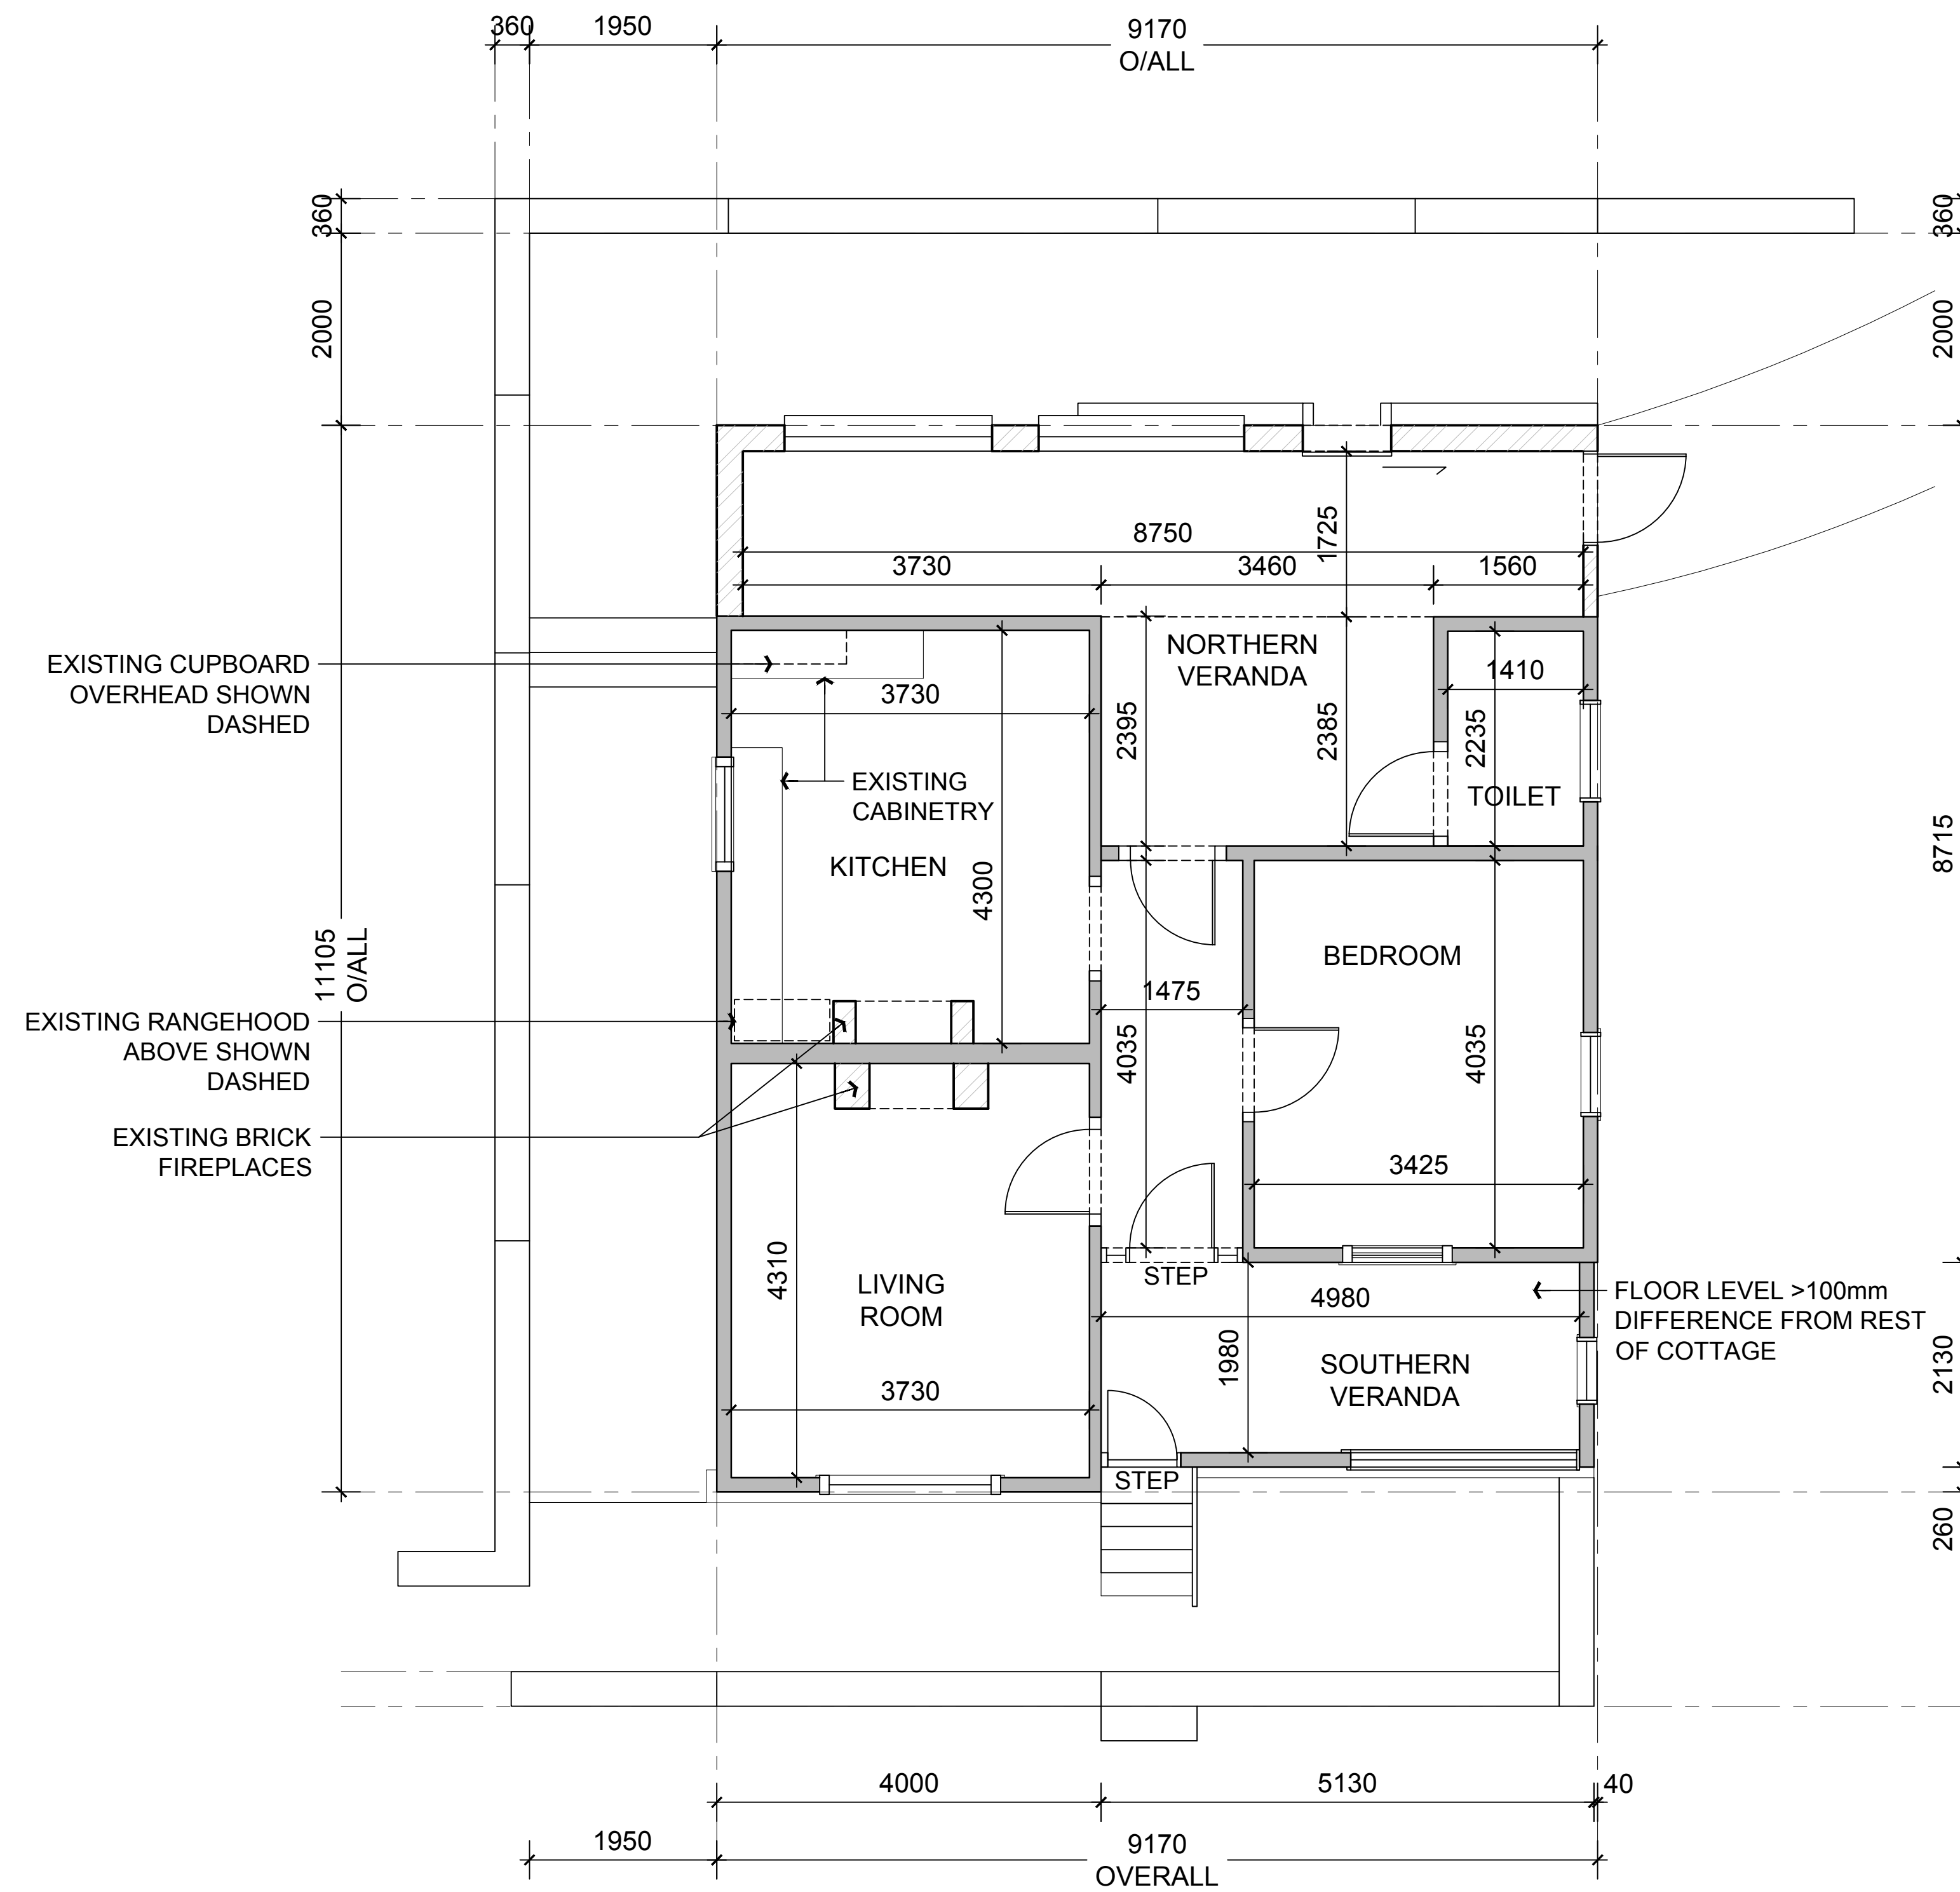 360
1950
9170
O/ALL
360
360
2000
2000
8750
1725
3730
3460
1560
NORTHERN
VERANDA
EXISTING CUPBOARD
OVERHEAD SHOWN
DASHED
3730
1410
2395
2385
2235
EXISTING
CABINETRY
TOILET
KITCHEN
4300
8715
11105
O/ALL
BEDROOM
1475
EXISTING RANGEHOOD
ABOVE SHOWN
DASHED
4035
4035
EXISTING BRICK
FIREPLACES
3425
4310
LIVING
ROOM
STEP
4980
FLOOR LEVEL >100mm
DIFFERENCE FROM REST
OF COTTAGE
1980
SOUTHERN
VERANDA
2130
3730
STEP
260
4000
5130
40
1950
9170
OVERALL